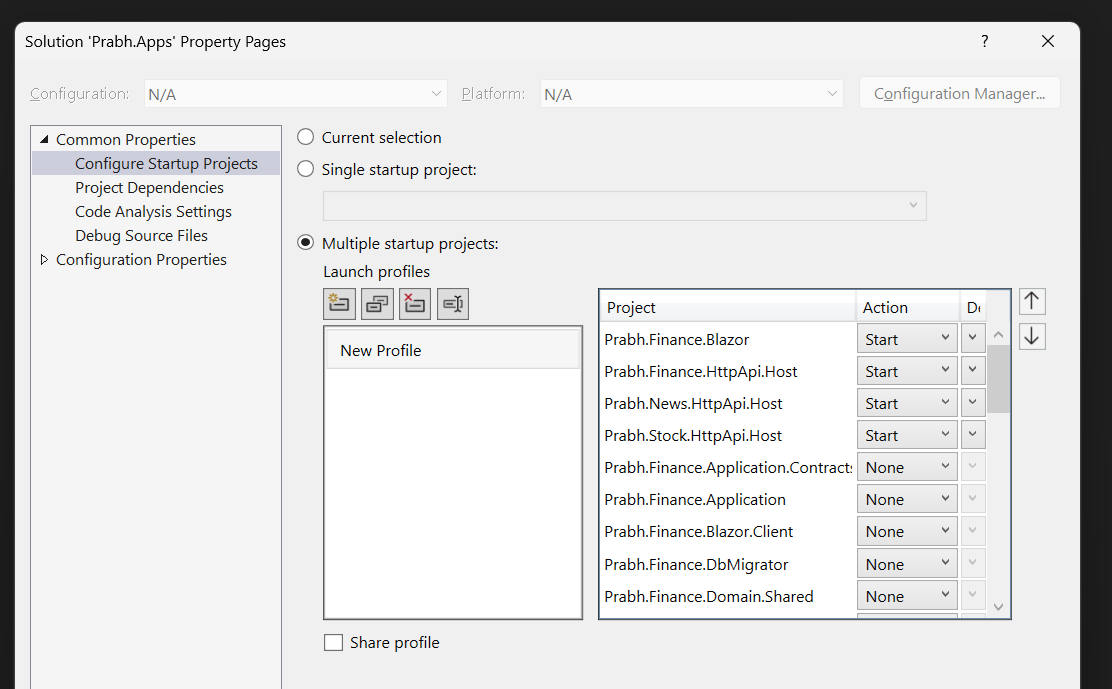 Solution 'Prabh.Apps' Property Pages ?
Configuration: N/A Platform: N/A Configuration Manager...
Common Properties
Configure Startup Projects
Project Dependencies
Code Analysis Settings
Debug Source Files
Configuration Properties
Current selection
Single startup project:
Multiple startup projects:
Launch profiles
New Profile
Share profile
Project Action De
Prabh.Finance.Blazor Start
Prabh.Finance.HttpApi.Host Start
Prabh.News.HttpApi.Host Start
Prabh.Stock.HttpApi.Host Start
Prabh.Finance.Application.Contracts None
Prabh.Finance.Application None
Prabh.Finance.Blazor.Client None
Prabh.Finance.DbMigrator None
Prabh.Finance.Domain.Shared None